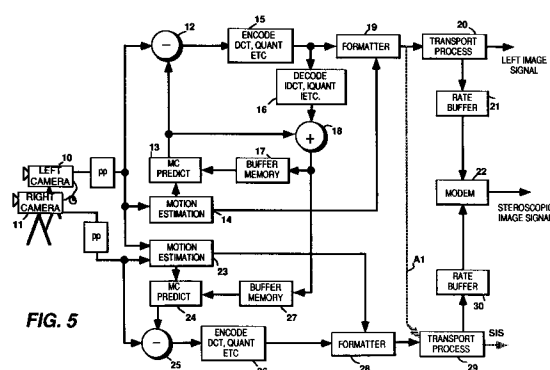 12
15
ENCODE
DCT, QUANT
ETC
19
FORMATTER
20
TRANSPORT
PROCESS
LEFT IMAGE
SIGNAL
DECODE
IDCT, IQUANT
IETC.
16
+
18
RATE
BUFFER
21
13
MC
PREDICT
17
BUFFER
MEMORY
MOTION
ESTIMATION
14
10
LEFT
CAMERA
PP
RIGHT
CAMERA
11
PP
22
MODEM
STEROSCOPIC
IMAGE SIGNAL
MOTION
ESTIMATION
23
MC
PREDICT
24
BUFFER
MEMORY
27
A1
RATE
BUFFER
30
FIG. 5
25
ENCODE
DCT, QUANT
ETC
26
FORMATTER
28
TRANSPORT
PROCESS
29
SIS